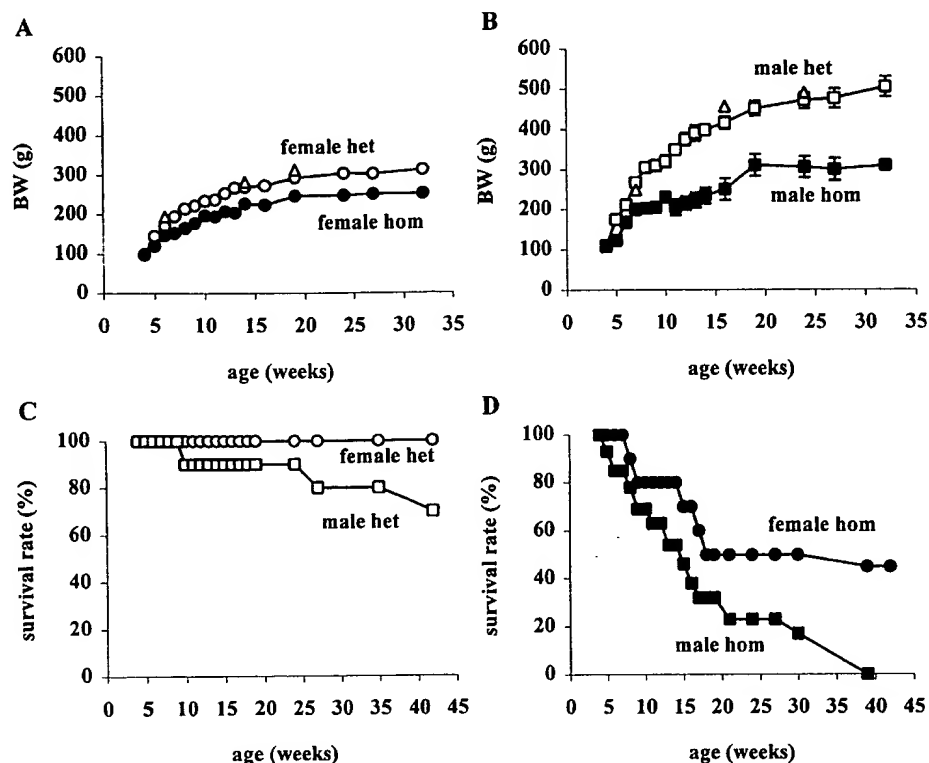 A
600
500
400
300
200
100
0
BW (g)
female het
female hom
0 5 10 15 20 25 30 35
age (weeks)
B
600
500
400
300
200
100
0
BW (g)
male het
male hom
0 5 10 15 20 25 30 35
age (weeks)
C
100
80
60
40
20
0
survival rate (%)
female het
male het
0 5 10 15 20 25 30 35 40 45
age (weeks)
D
100
80
60
40
20
0
survival rate (%)
female hom
male hom
0 5 10 15 20 25 30 35 40 45
age (weeks)